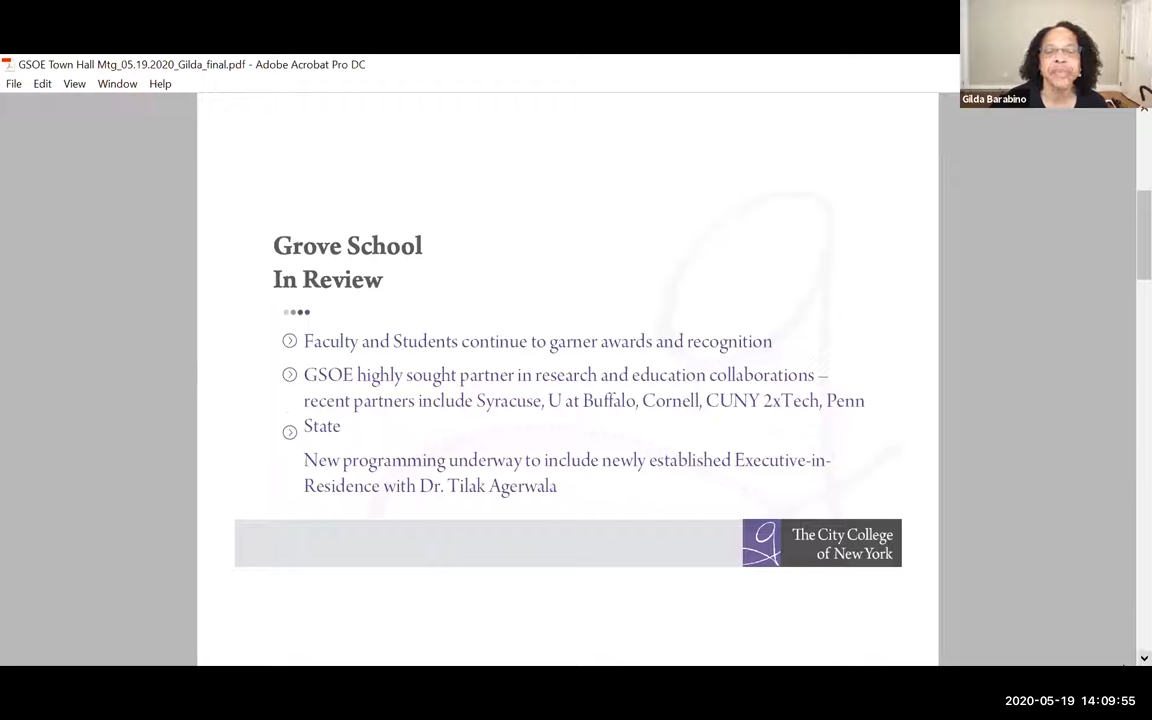 GSOE Town Hall Mtg_05.19.2020_Gilda_final.pdf - Adobe Acrobat Pro DC
File Edit View Window Help
Gilda Barabino
Grove School
In Review
Faculty and Students continue to garner awards and recognition
GSOE highly sought partner in research and education collaborations –
recent partners include Syracuse, U at Buffalo, Cornell, CUNY 2xTech, Penn
State
New programming underway to include newly established Executive-in-
Residence with Dr. Tilak Agerwala
The City College
of New York
2020-05-19 14:09:55